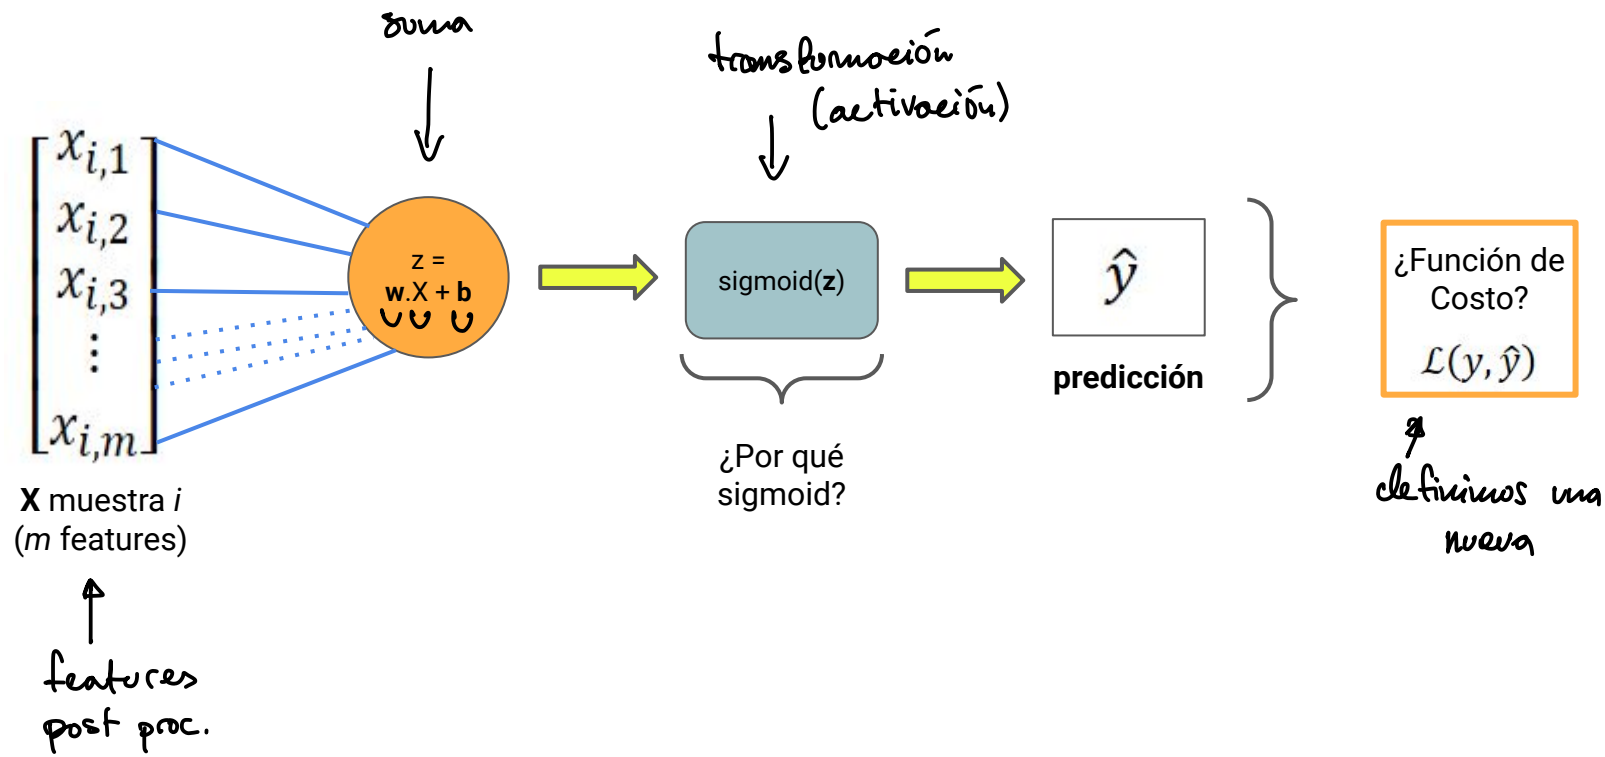 suma
transformación
(activación)
x_{i,1}
x_{i,2}
x_{i,3}
⋮
x_{i,m}
z =
w.X + b
sigmoid(z)
ŷ
predicción
¿Función de
Costo?
ℒ(y, ŷ)
¿Por qué
sigmoid?
definimos una
nueva
X muestra i
(m features)
features
post proc.